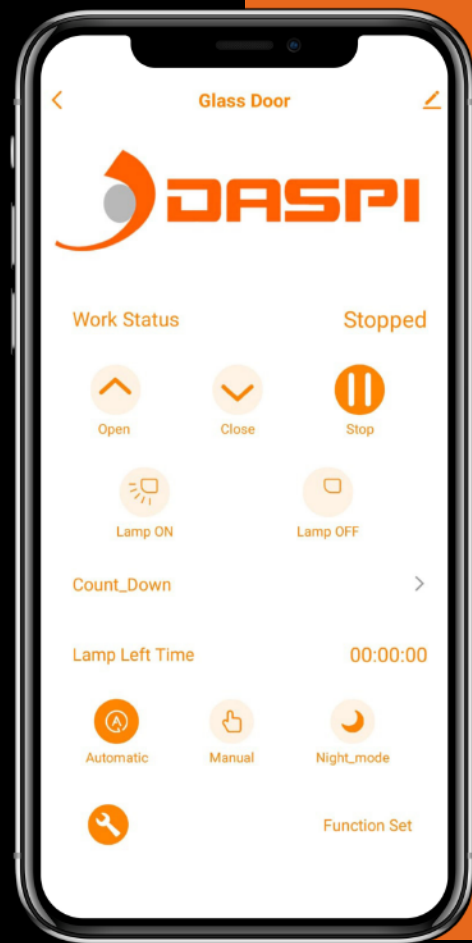 Glass Door
DASPI
Work Status Stopped
Open Close Stop
Lamp ON Lamp OFF
Count_Down
Lamp Left Time 00:00:00
Automatic Manual Night_mode
Function Set